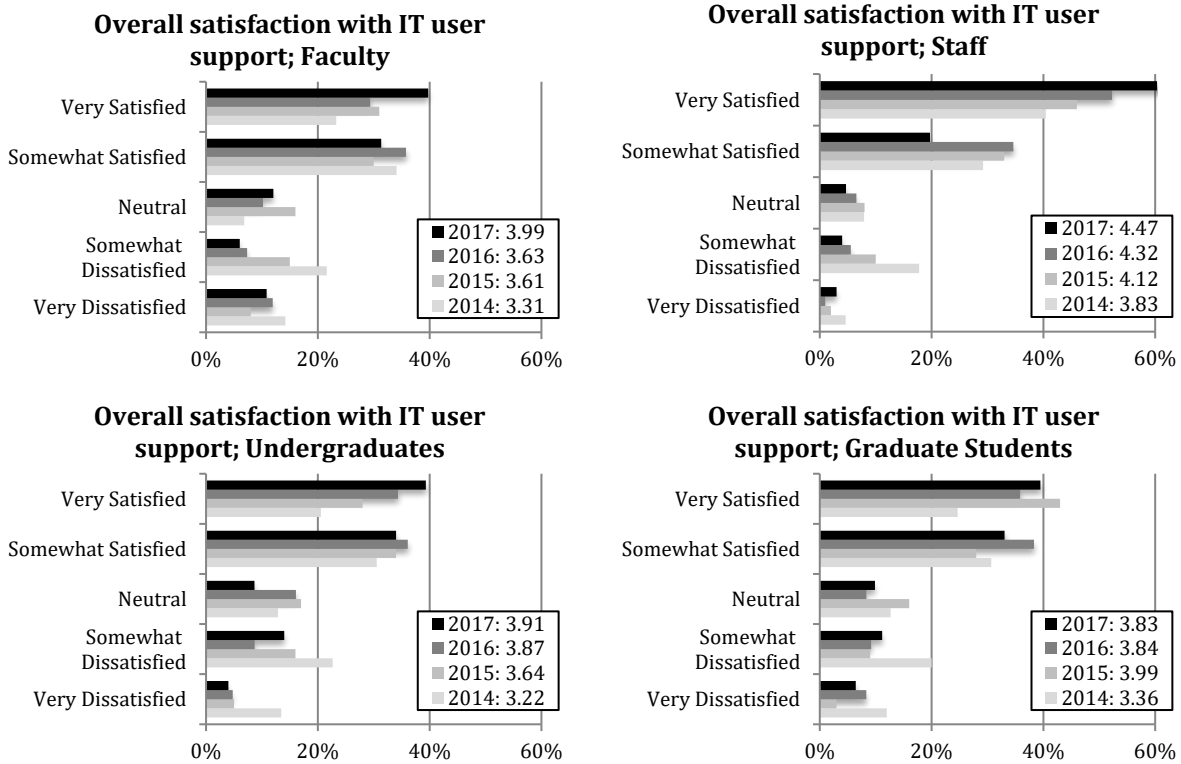 Overall satisfaction with IT user
support; Faculty
Very Satisfied
Somewhat Satisfied
Neutral
Somewhat
Dissatisfied
Very Dissatisfied
2017: 3.99
2016: 3.63
2015: 3.61
2014: 3.31
0%
20%
40%
60%
Overall satisfaction with IT user
support; Staff
Very Satisfied
Somewhat Satisfied
Neutral
Somewhat
Dissatisfied
Very Dissatisfied
2017: 4.47
2016: 4.32
2015: 4.12
2014: 3.83
0%
20%
40%
60%
Overall satisfaction with IT user
support; Undergraduates
Very Satisfied
Somewhat Satisfied
Neutral
Somewhat
Dissatisfied
Very Dissatisfied
2017: 3.91
2016: 3.87
2015: 3.64
2014: 3.22
0%
20%
40%
60%
Overall satisfaction with IT user
support; Graduate Students
Very Satisfied
Somewhat Satisfied
Neutral
Somewhat
Dissatisfied
Very Dissatisfied
2017: 3.83
2016: 3.84
2015: 3.99
2014: 3.36
0%
20%
40%
60%